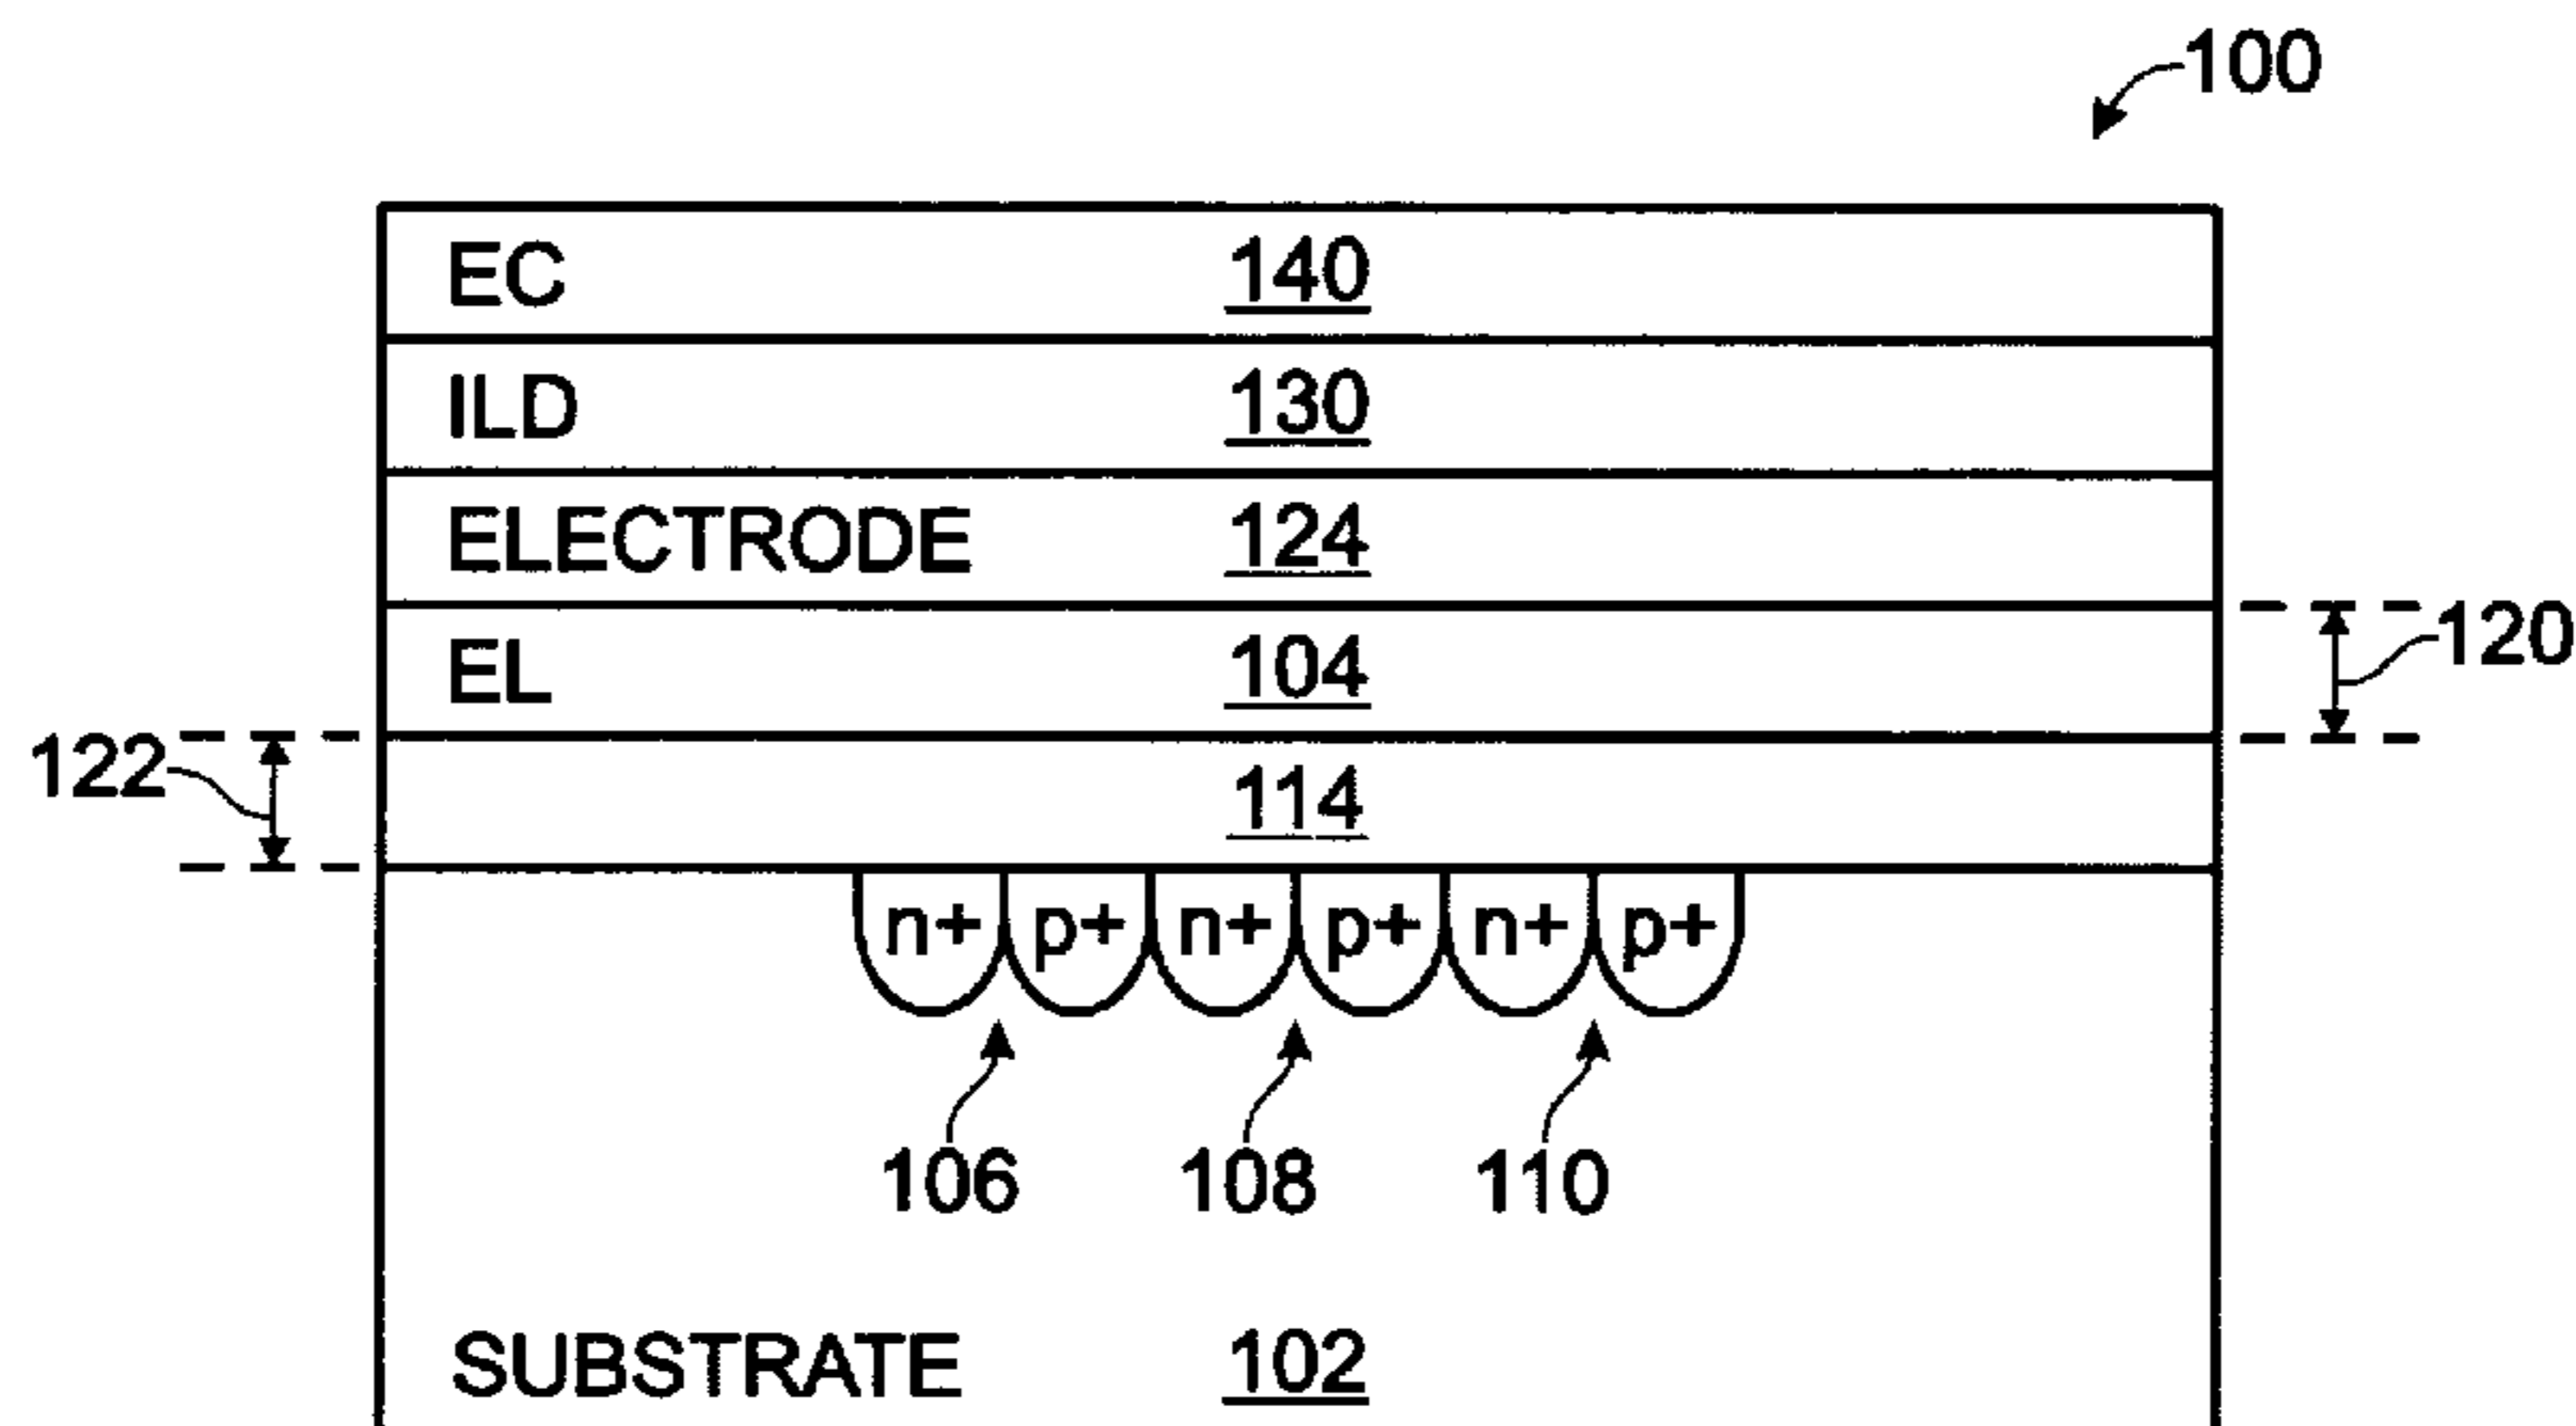 100
EC 140
ILD 130
ELECTRODE 124
EL 104 120
122 114
n+ p+ n+ p+ n+ p+
106 108 110
SUBSTRATE 102